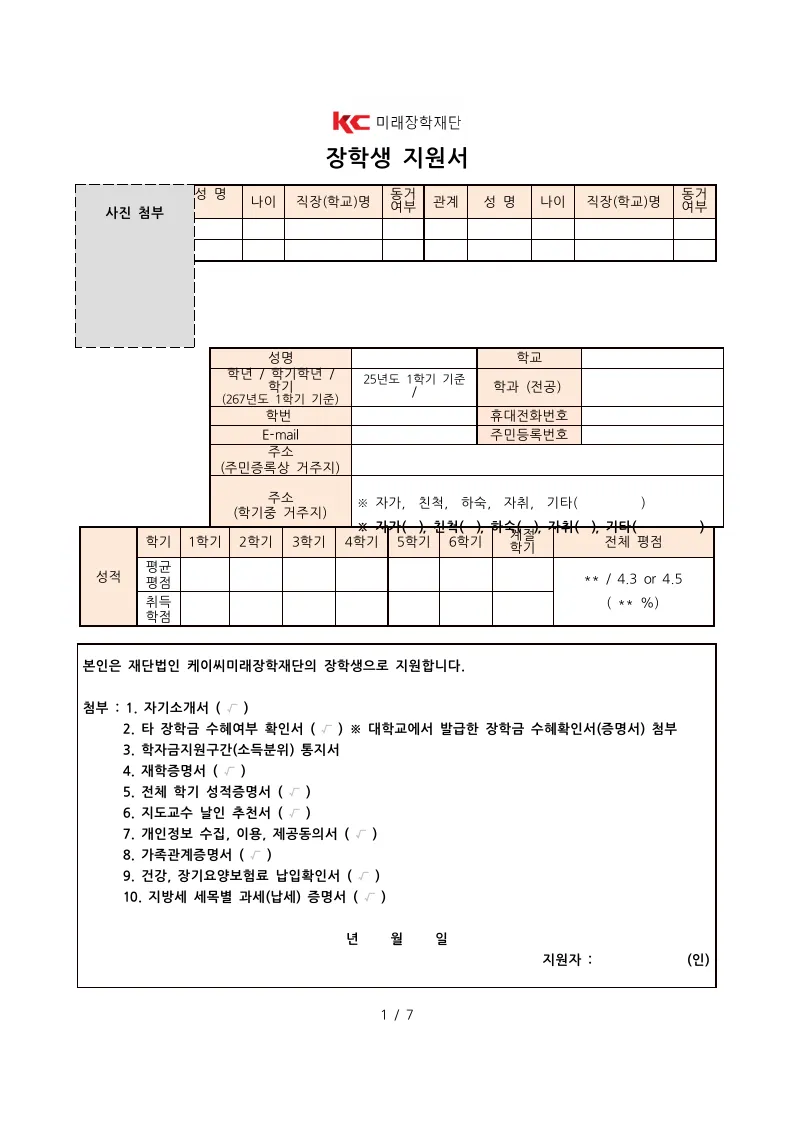 KC 미래장학재단
장학생 지원서
사진 첨부
성 명 나이 직장(학교)명 동거여부 관계 성 명 나이 직장(학교)명 동거여부
성명 학교
학년 / 학기학년 / 학기
(267년도 1학기 기준)
25년도 1학기 기준
/
학과 (전공)
학번 휴대전화번호
E-mail 주민등록번호
주소
(주민증록상 거주지)
주소
(학기중 거주지)
※ 자가, 친척, 하숙, 자취, 기타( )
※ 자가( ), 친척( ), 하숙( ), 자취( ), 기타( )
성적 학기 1학기 2학기 3학기 4학기 5학기 6학기 계절학기 전체 평점
평균 평점
** / 4.3 or 4.5
( ** %)
취득 학점
본인은 재단법인 케이씨미래장학재단의 장학생으로 지원합니다.
첨부 : 1. 자기소개서 ( √ )
2. 타 장학금 수혜여부 확인서 ( √ ) ※ 대학교에서 발급한 장학금 수혜확인서(증명서) 첨부
3. 학자금지원구간(소득분위) 통지서
4. 재학증명서 ( √ )
5. 전체 학기 성적증명서 ( √ )
6. 지도교수 날인 추천서 ( √ )
7. 개인정보 수집, 이용, 제공동의서 ( √ )
8. 가족관계증명서 ( √ )
9. 건강, 장기요양보험료 납입확인서 ( √ )
10. 지방세 세목별 과세(납세) 증명서 ( √ )
년 월 일
지원자 : (인)
1 / 7